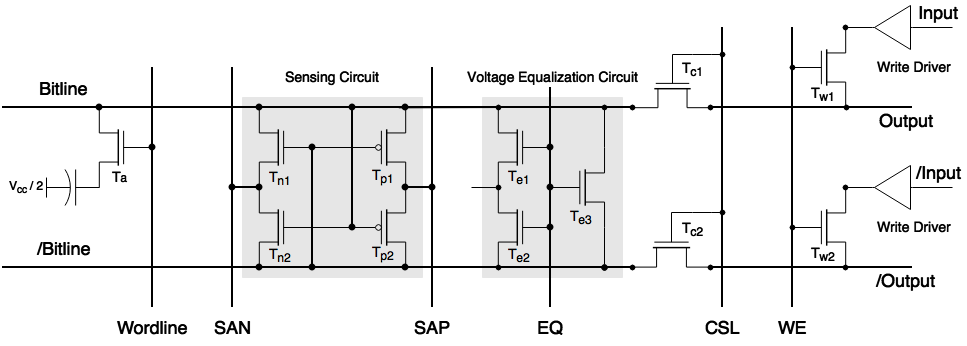 Input
Sensing Circuit
Voltage Equalization Circuit
Tc1
Write Driver
Bitline
Tw1
Output
Vcc / 2
Ta
Tn1
Tp1
Te1
/Input
Te3
Tc2
Write Driver
/Bitline
Tn2
Tp2
Te2
Tw2
/Output
Wordline
SAN
SAP
EQ
CSL
WE